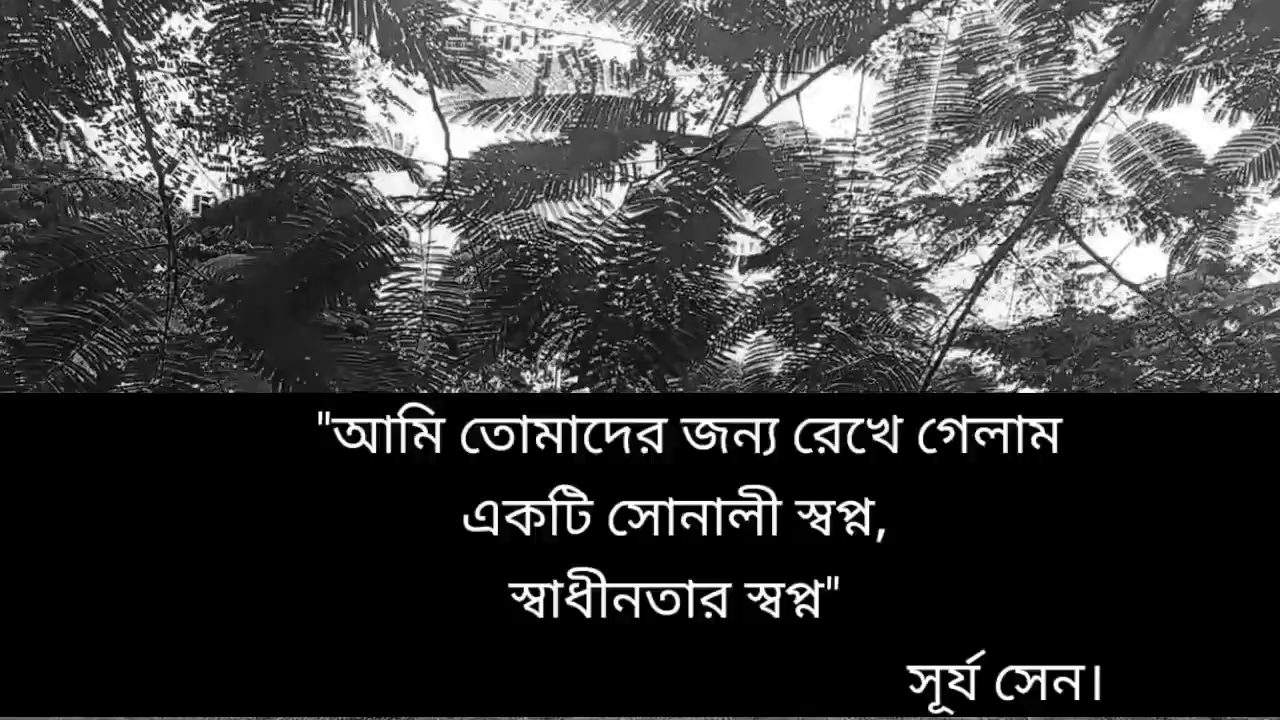 "আমি তোমাদের জন্য রেখে গেলাম
একটি সোনালী স্বপ্ন,
স্বাধীনতার স্বপ্ন"
সূর্য সেন।